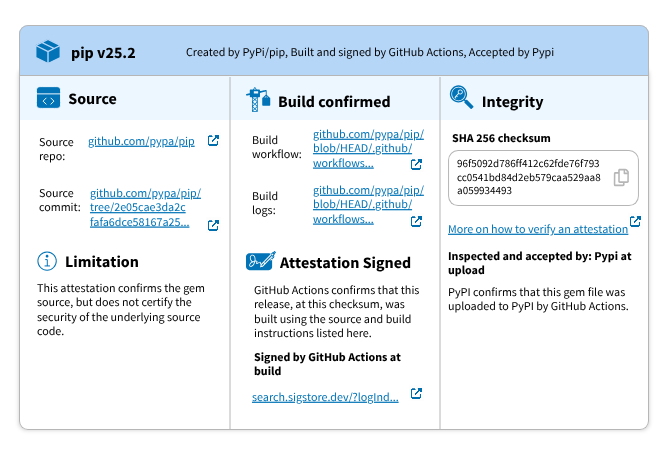 pip v25.2
Created by PyPi/pip, Built and signed by GitHub Actions, Accepted by Pypi
Source
Source repo:
github.com/pypa/pip
Source commit:
github.com/pypa/pip/
tree/2e05cae3da2c
fafa6dce58167a25...
Limitation
This attestation confirms the gem
source, but does not certify the
security of the underlying source
code.
Build confirmed
Build
workflow:
github.com/pypa/pip/
blob/HEAD/.github/
workflows...
Build
logs:
github.com/pypa/pip/
blob/HEAD/.github/
workflows...
Attestation Signed
GitHub Actions confirms that this
release, at this checksum, was
built using the source and build
instructions listed here.
Signed by GitHub Actions at
build
search.sigstore.dev/?logInd...
Integrity
SHA 256 checksum
96f5092d786ff412c62fde76f793
cc0541bd84d2eb579caa529aa8
a059934493
More on how to verify an attestation
Inspected and accepted by: Pypi at
upload
PyPI confirms that this gem file was
uploaded to PyPI by GitHub Actions.